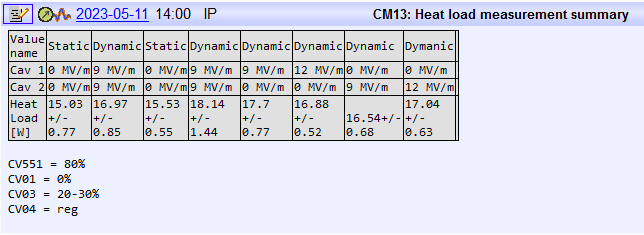 2023-05-11 14:00 IP CM13: Heat load measurement summary
Value name Static Dynamic Static Dynamic Dynamic Dynamic Dynamic Dymanic
Cav 1 0 MV/m 9 MV/m 0 MV/m 9 MV/m 9 MV/m 12 MV/m 0 MV/m 0 MV/m
Cav 2 0 MV/m 9 MV/m 0 MV/m 9 MV/m 0 MV/m 0 MV/m 9 MV/m 12 MV/m
Heat Load [W] 15.03 +/- 0.77 16.97 +/- 0.85 15.53 +/- 0.55 18.14 +/- 1.44 17.7 +/- 0.77 16.88 +/- 0.52 16.54+/- 0.68 17.04 +/- 0.63
CV551 = 80%
CV01 = 0%
CV03 = 20-30%
CV04 = reg